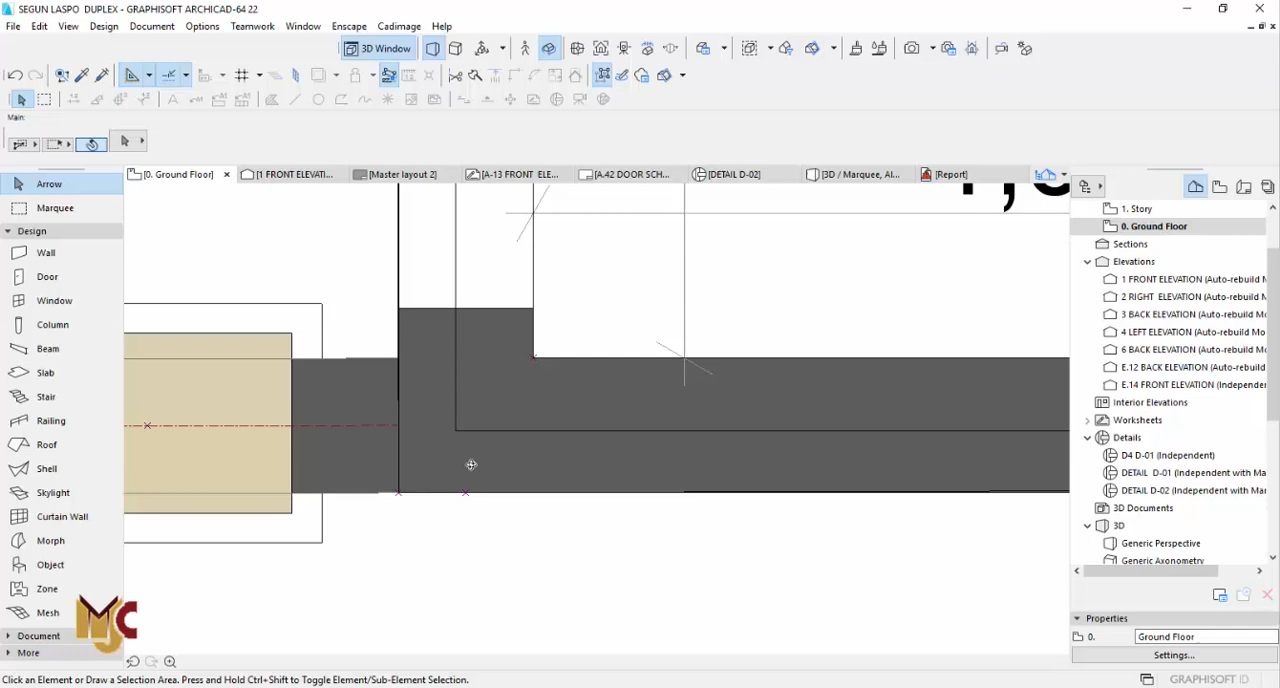 SEGUN LASPO  DUPLEX - GRAPHISOFT ARCHICAD-64 22
File Edit View Design Document Options Teamwork Window Enscape Cadimage Help
3D Window
Main:
Arrow
Marquee
Design
Wall
Door
Window
Column
Beam
Slab
Stair
Railing
Roof
Shell
Skylight
Curtain Wall
Morph
Object
Zone
Mesh
Document
More
MJC
[0. Ground Floor]
[1 FRONT ELEVATI...
[Master layout 2]
[A-13 FRONT  ELE...
[A.42 DOOR SCH...
[DETAIL D-02]
[3D / Marquee, Al...
[Report]
1. Story
0. Ground Floor
Sections
Elevations
1 FRONT ELEVATION (Auto-rebuild M
2 RIGHT  ELEVATION (Auto-rebuild M
3 BACK ELEVATION (Auto-rebuild Mo
4 LEFT ELEVATION (Auto-rebuild Mo
6 BACK ELEVATION (Auto-rebuild Mo
E.12 BACK ELEVATION (Auto-rebuild
E.14 FRONT ELEVATION (Independer
Interior Elevations
Worksheets
Details
D4 D-01 (Independent)
DETAIL  D-01 (Independent with Mar
DETAIL D-02 (Independent with Mar
3D Documents
3D
Generic Perspective
Generic Axonometry
Properties
0.
Ground Floor
Settings...
Click an Element or Draw a Selection Area. Press and Hold Ctrl+Shift to Toggle Element/Sub-Element Selection.
GRAPHISOFT ID